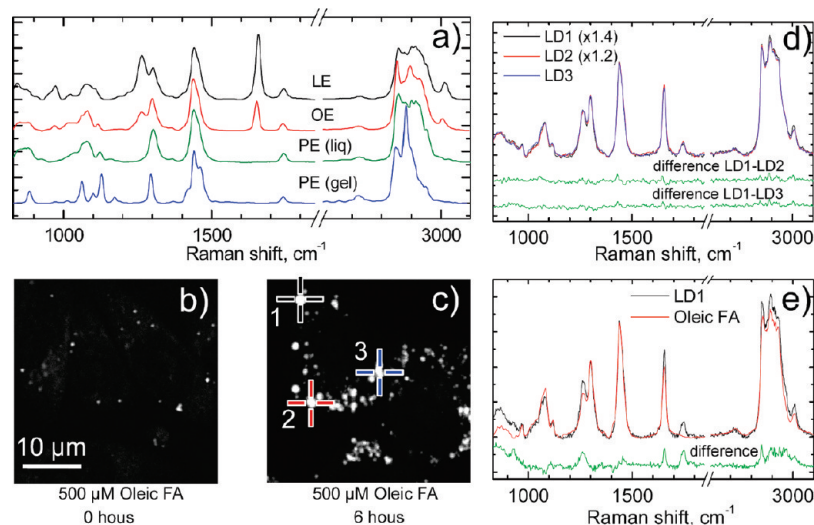 a)
LE
OE
PE (liq)
PE (gel)
1000
1500
3000
Raman shift, cm⁻¹
d)
LD1 (x1.4)
LD2 (x1.2)
LD3
difference LD1-LD2
difference LD1-LD3
1000
1500
3000
Raman shift, cm⁻¹
b)
10 µm
500 µM Oleic FA
0 hous
c)
1
3
2
500 µM Oleic FA
6 hours
e)
LD1
Oleic FA
difference
1000
1500
3000
Raman shift, cm⁻¹